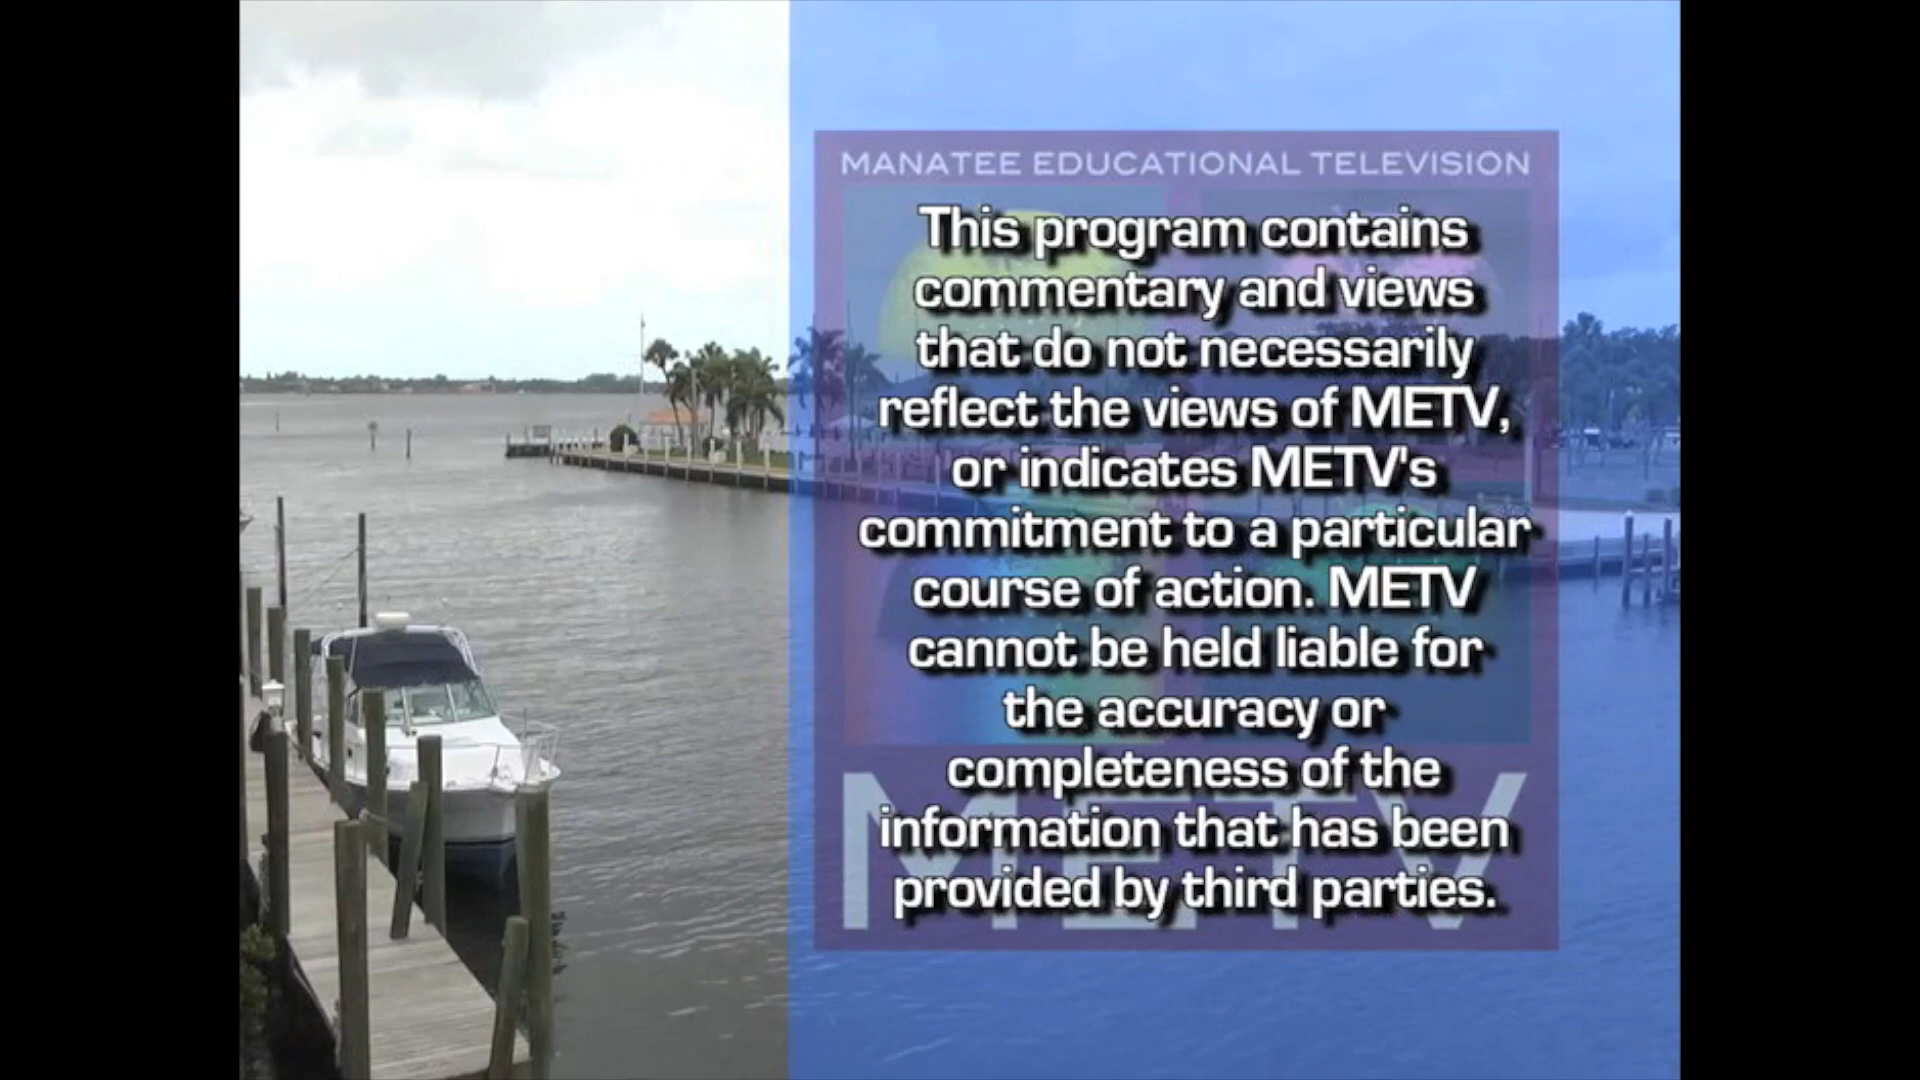 MANATEE EDUCATIONAL TELEVISION
This program contains
commentary and views
that do not necessarily
reflect the views of METV,
or indicates METV's
commitment to a particular
course of action. METV
cannot be held liable for
the accuracy or
completeness of the
information that has been
provided by third parties.
METV